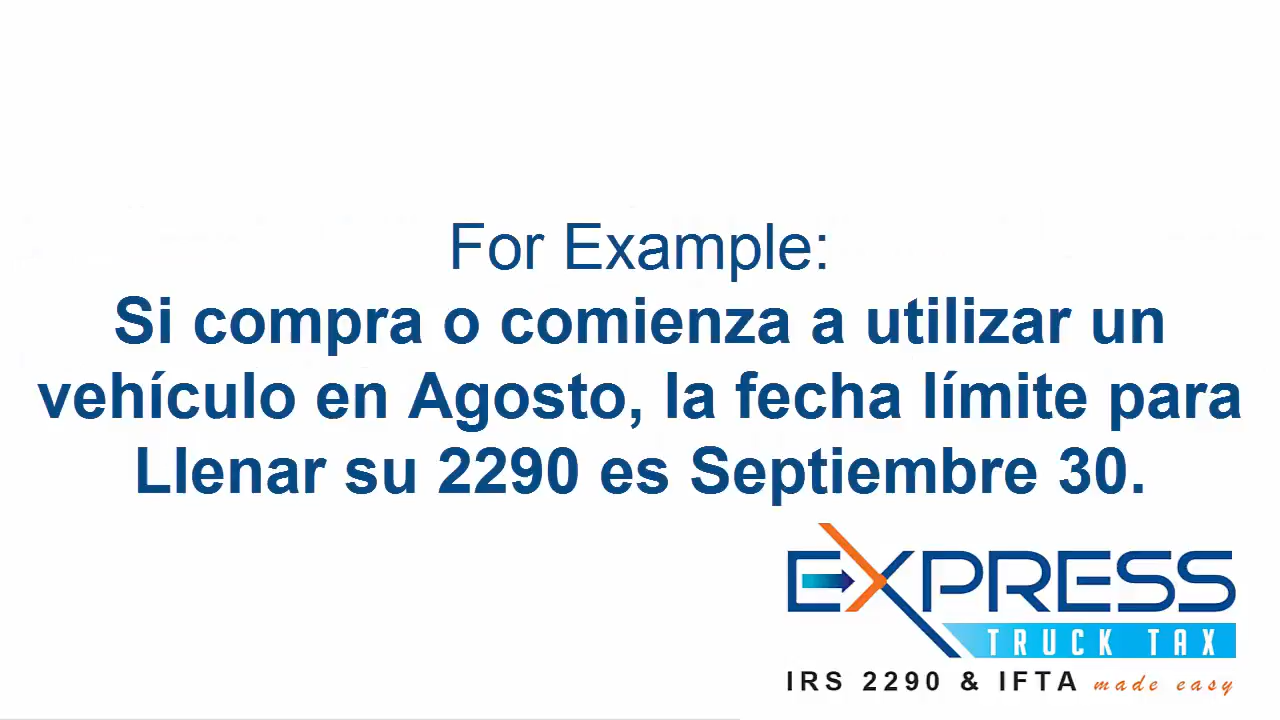 For Example:
Si compra o comienza a utilizar un
vehículo en Agosto, la fecha límite para
Llenar su 2290 es Septiembre 30.
EXPRESS
TRUCK TAX
IRS 2290 & IFTA made easy